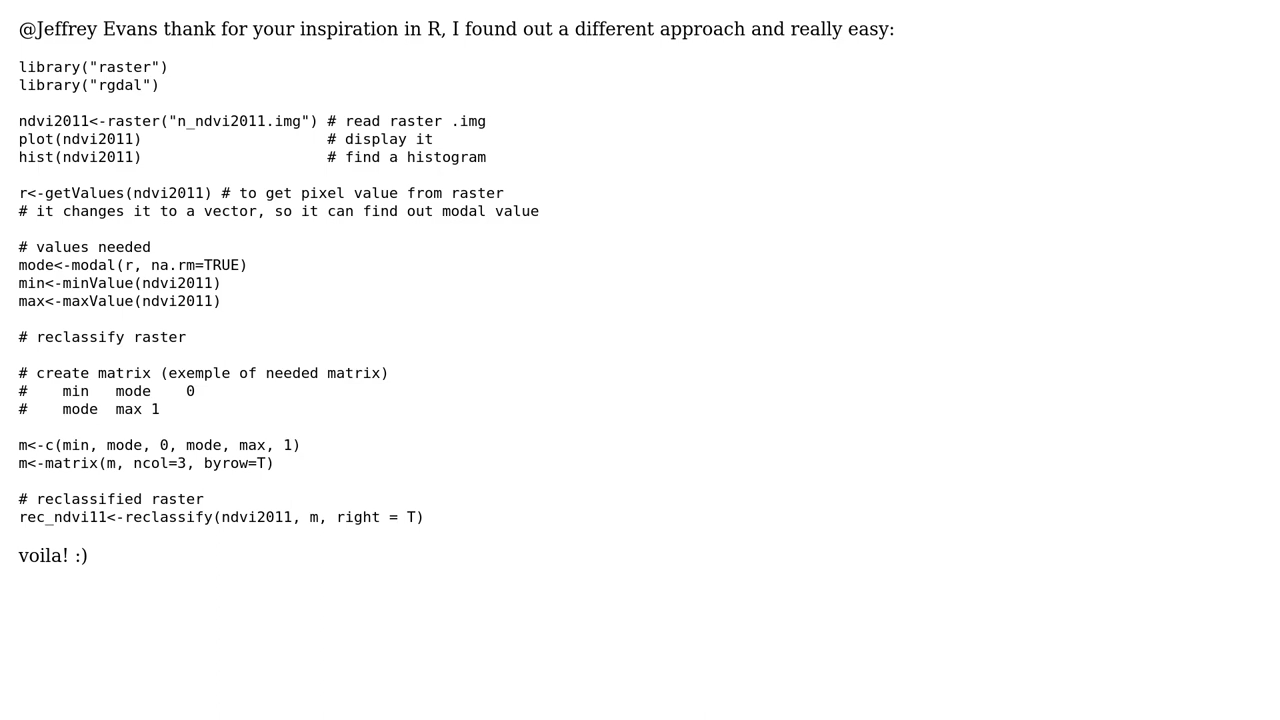 @Jeffrey Evans thank for your inspiration in R, I found out a different approach and really easy:
library("raster")
library("rgdal")
ndvi2011<-raster("n_ndvi2011.img") # read raster .img
plot(ndvi2011)                     # display it
hist(ndvi2011)                     # find a histogram
r<-getValues(ndvi2011) # to get pixel value from raster
# it changes it to a vector, so it can find out modal value
# values needed
mode<-modal(r, na.rm=TRUE)
min<-minValue(ndvi2011)
max<-maxValue(ndvi2011)
# reclassify raster
# create matrix (exemple of needed matrix)
#    min   mode    0
#    mode  max 1
m<-c(min, mode, 0, mode, max, 1)
m<-matrix(m, ncol=3, byrow=T)
# reclassified raster
rec_ndvi11<-reclassify(ndvi2011, m, right = T)
voila! :)